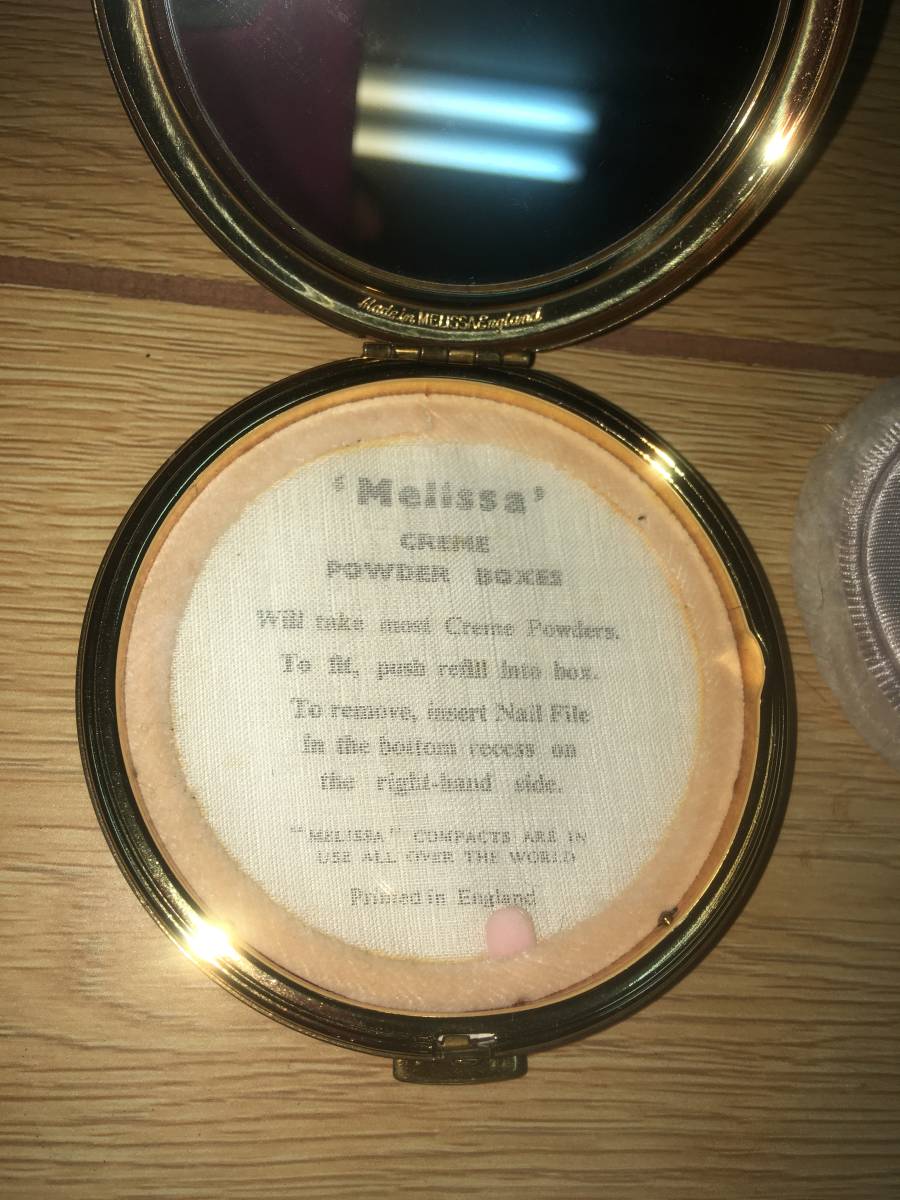 Made in MELISSA England
‘Melissa’
CREME
POWDER BOXES
Will take most Creme Powders.
To fit, push refill into box.
To remove, insert Nail File
in the bottom recess on
the right-hand side.
"MELISSA" COMPACTS ARE IN
USE ALL OVER THE WORLD
Printed in England